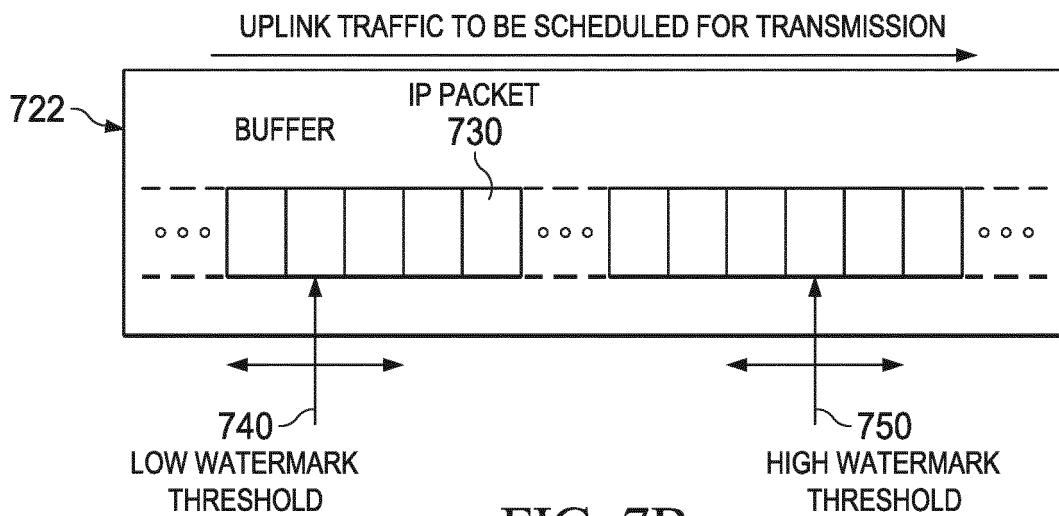 UPLINK TRAFFIC TO BE SCHEDULED FOR TRANSMISSION
722
IP PACKET
730
BUFFER
740
LOW WATERMARK
THRESHOLD
750
HIGH WATERMARK
THRESHOLD